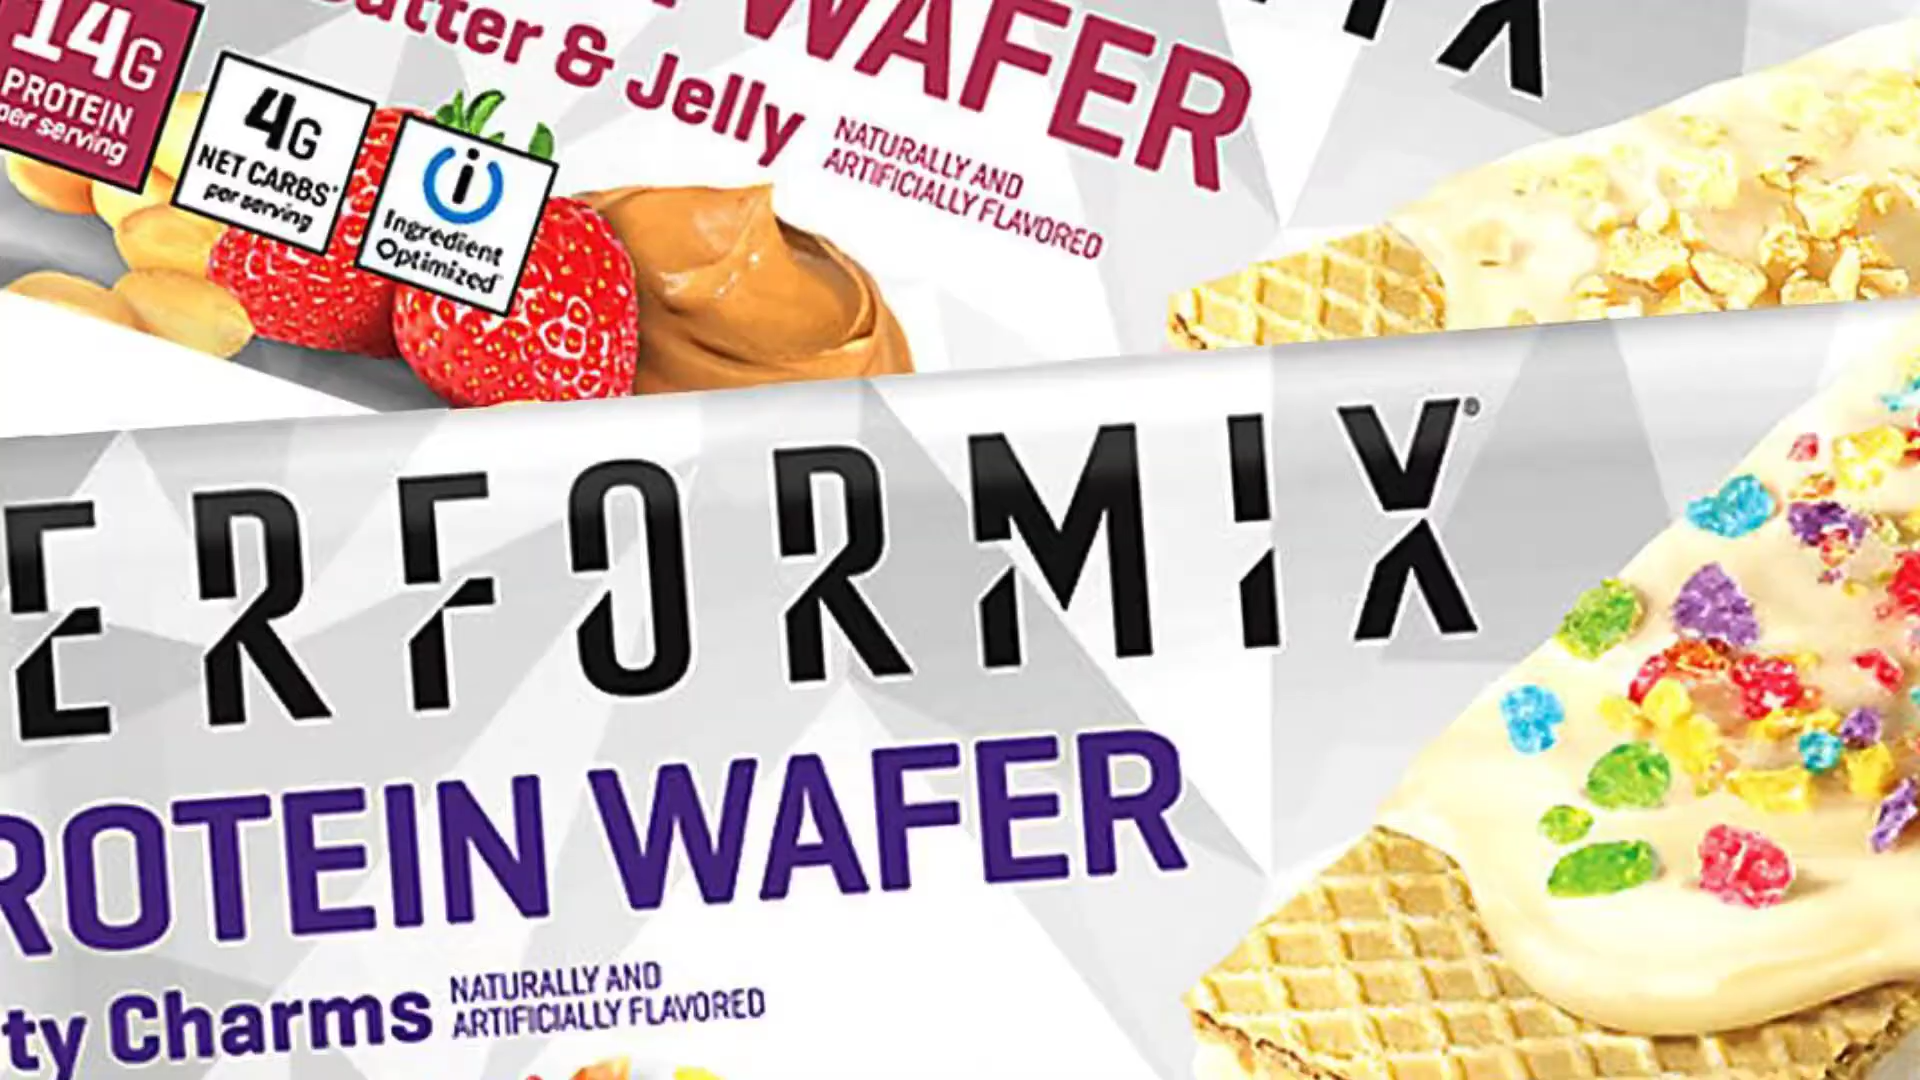 14G
PROTEIN
per serving
4G
NET CARBS*
per serving
i
Ingredient
Optimized
WAFER
utter & Jelly
NATURALLY AND
ARTIFICIALLY FLAVORED
IX
ERFORMIX®
ROTEIN WAFER
ty Charms
NATURALLY AND
ARTIFICIALLY FLAVORED